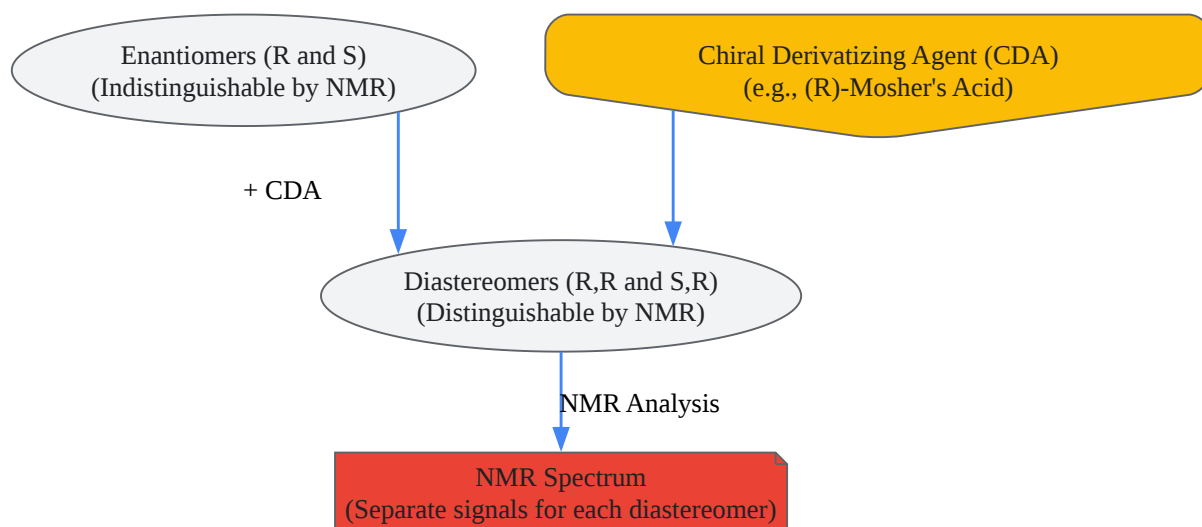 Enantiomers (R and S)
(Indistinguishable by NMR)
Chiral Derivatizing Agent (CDA)
(e.g., (R)-Mosher's Acid)
+ CDA
Diastereomers (R,R and S,R)
(Distinguishable by NMR)
NMR Analysis
NMR Spectrum
(Separate signals for each diastereomer)